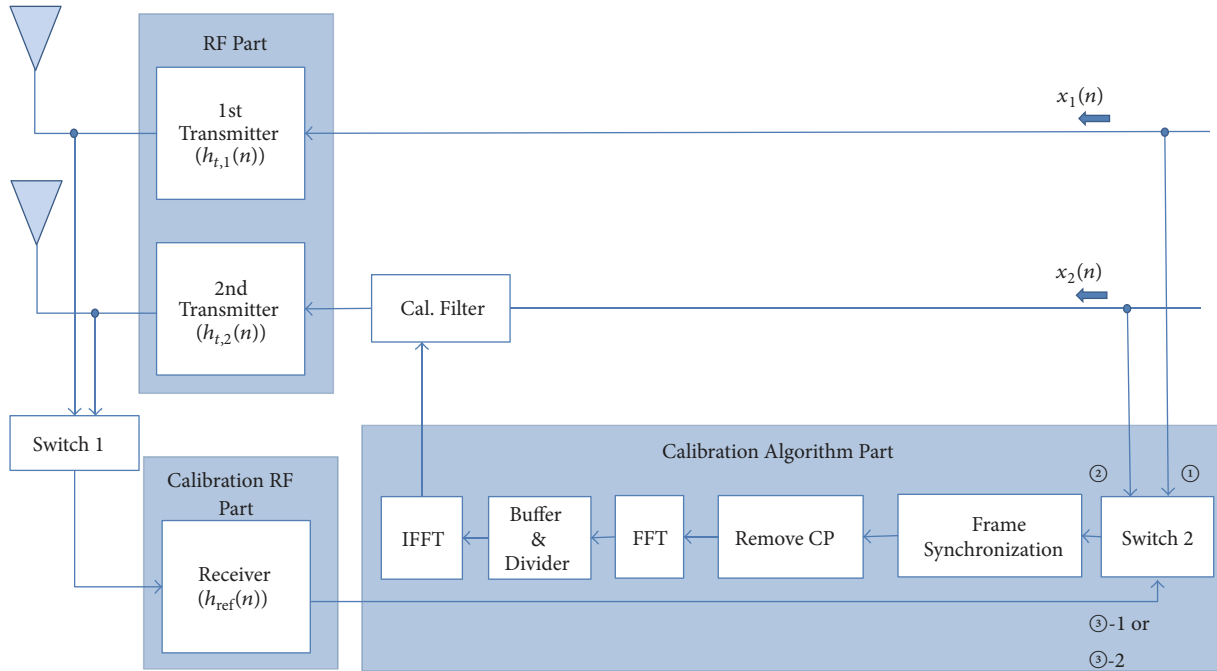 RF Part
1st
Transmitter
(h_{t,1}(n))
x_1(n)
2nd
Transmitter
(h_{t,2}(n))
Cal. Filter
x_2(n)
Switch 1
Calibration RF
Part
Receiver
(h_{ref}(n))
Calibration Algorithm Part
IFFT
Buffer
&
Divider
FFT
Remove CP
Frame
Synchronization
② ①
Switch 2
③-1 or
③-2